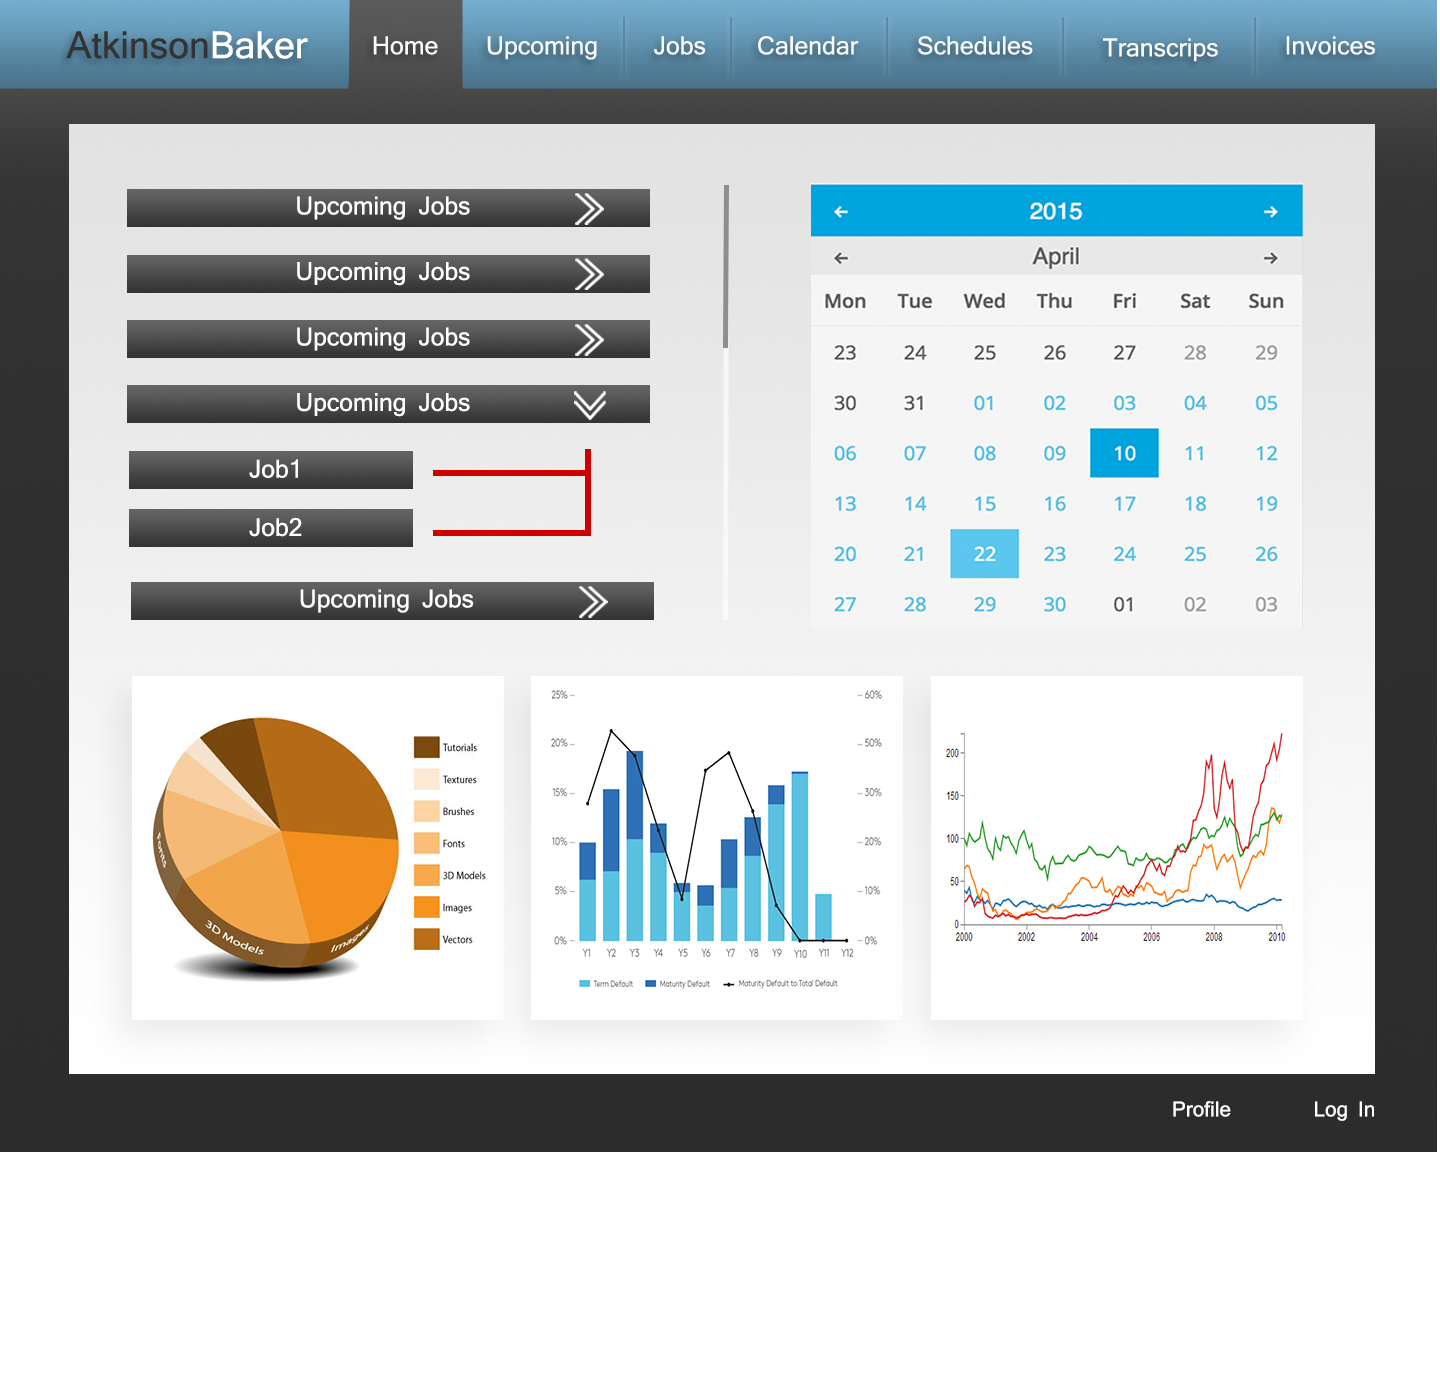 AtkinsonBaker Home Upcoming Jobs Calendar Schedules Transcrips Invoices
Upcoming Jobs
Upcoming Jobs
Upcoming Jobs
Upcoming Jobs
Job1
Job2
Upcoming Jobs
2015
April
Mon Tue Wed Thu Fri Sat Sun
23 24 25 26 27 28 29
30 31 01 02 03 04 05
06 07 08 09 10 11 12
13 14 15 16 17 18 19
20 21 22 23 24 25 26
27 28 29 30 01 02 03
Fonts
3D Models
Images
Tutorials
Textures
Brushes
Fonts
3D Models
Images
Vectors
25% 60%
20% 50%
15% 30%
10% 20%
5% 10%
0% 0%
Y1 Y2 Y3 Y4 Y5 Y6 Y7 Y8 Y9 Y10 Y11 Y12
Term Default Maturity Default Maturity Default to Total Default
200
150
100
50
0
2000 2002 2004 2006 2008 2010
Profile Log In